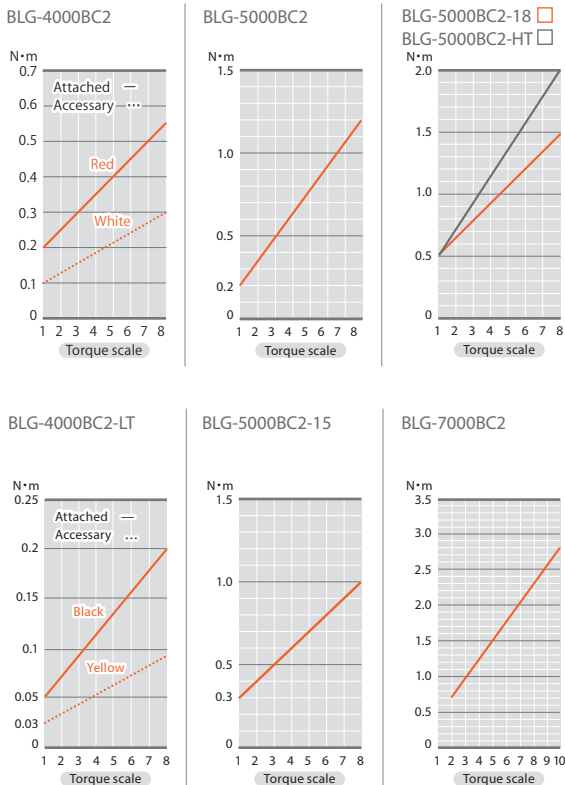 BLG-4000BC2
N•m
0.7
0.6
0.5
0.4
0.3
0.2
0.1
0
Attached —
Accessary ...
Red
White
1 2 3 4 5 6 7 8
Torque scale
BLG-5000BC2
N•m
1.5
1.0
0.5
0.2
0
1 2 3 4 5 6 7 8
Torque scale
BLG-5000BC2-18
BLG-5000BC2-HT
N•m
2.0
1.5
1.0
0.5
0
1 2 3 4 5 6 7 8
Torque scale
BLG-4000BC2-LT
N•m
0.25
0.2
0.15
0.1
0.05
0.03
0
Attached —
Accessary ...
Black
Yellow
1 2 3 4 5 6 7 8
Torque scale
BLG-5000BC2-15
N•m
1.5
1.0
0.5
0.3
0
1 2 3 4 5 6 7 8
Torque scale
BLG-7000BC2
N•m
3.5
3.0
2.5
2.0
1.5
1.0
0.5
0
1 2 3 4 5 6 7 8 9 10
Torque scale